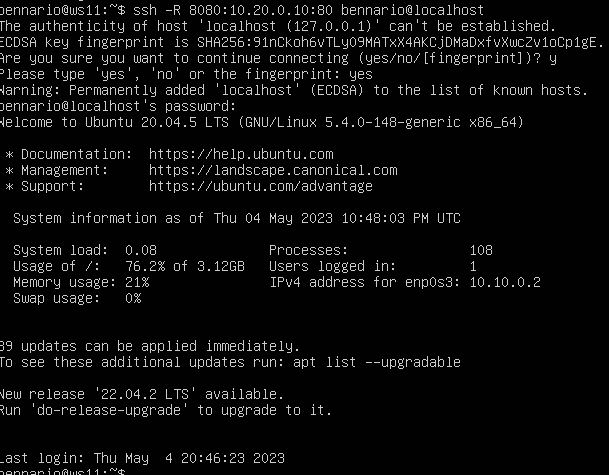 bennario@ws11:~$ ssh -R 8080:10.20.0.10:80 bennario@localhost
The authenticity of host 'localhost (127.0.0.1)' can't be established.
ECDSA key fingerprint is SHA256:91nCkoh6vTLyO9MATxX4AKCjDMaDxfvXwcZv1oCp1gE.
Are you sure you want to continue connecting (yes/no/[fingerprint])? y
Please type 'yes', 'no' or the fingerprint: yes
Warning: Permanently added 'localhost' (ECDSA) to the list of known hosts.
bennario@localhost's password:
Welcome to Ubuntu 20.04.5 LTS (GNU/Linux 5.4.0-148-generic x86_64)
* Documentation: https://help.ubuntu.com
* Management: https://landscape.canonical.com
* Support: https://ubuntu.com/advantage
System information as of Thu 04 May 2023 10:48:03 PM UTC
System load: 0.08 Processes: 108
Usage of /: 76.2% of 3.12GB Users logged in: 1
Memory usage: 21% IPv4 address for enp0s3: 10.10.0.2
Swap usage: 0%
39 updates can be applied immediately.
To see these additional updates run: apt list --upgradable
New release '22.04.2 LTS' available.
Run 'do-release-upgrade' to upgrade to it.
Last login: Thu May 4 20:46:23 2023
bennario@ws11:~$